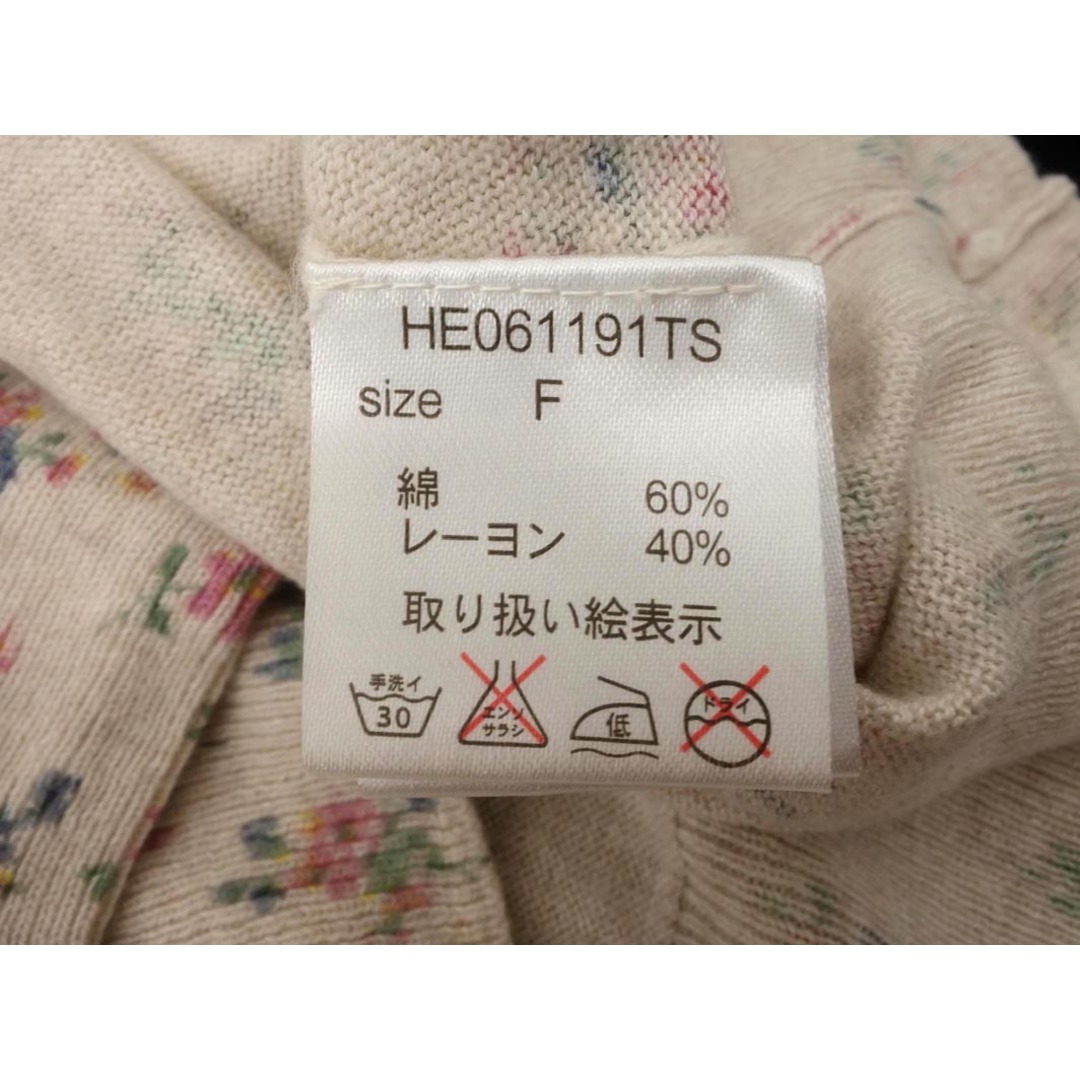 HE061191TS
size F
綿 60%
レーヨン 40%
取り扱い絵表示
手洗イ
30
エンソ
サラシ
低
ドライ